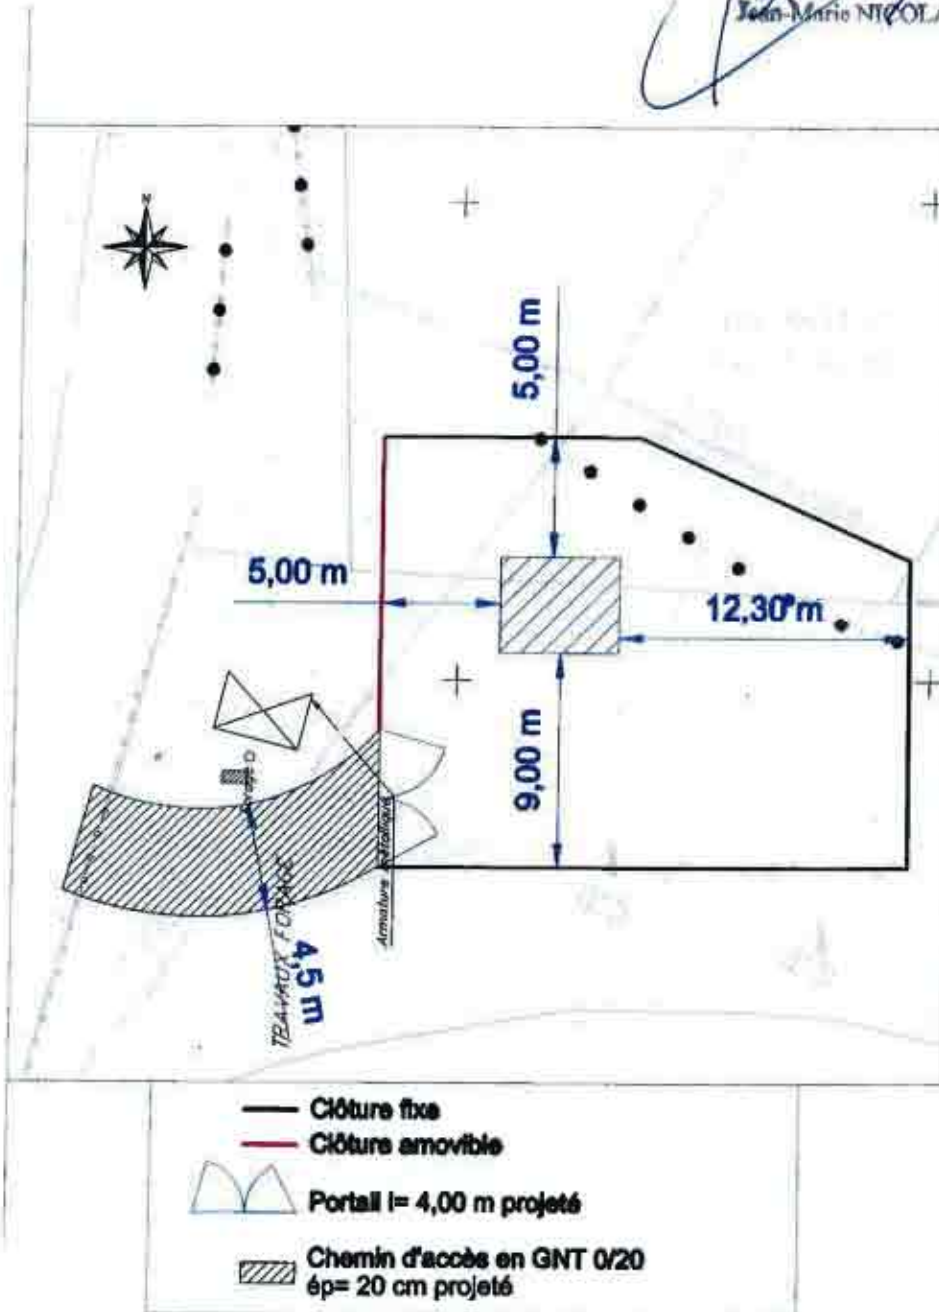 Jean-Marie NICOLA
N
5,00 m
5,00 m
12,30 m
9,00 m
Forage
Armature métallique
TRAVAUX FORAGE
4,5 m
Clôture fixe
Clôture amovible
Portail l= 4,00 m projeté
Chemin d'accès en GNT 0/20
ép= 20 cm projeté